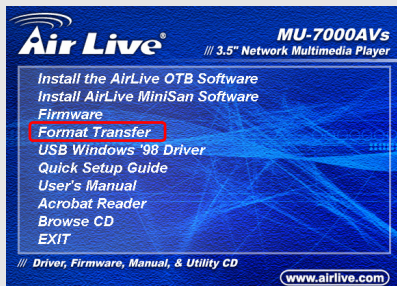 Air Live®
MU-7000AVs
/// 3.5" Network Multimedia Player
Install the AirLive OTB Software
Install AirLive MiniSan Software
Firmware
Format Transfer
USB Windows '98 Driver
Quick Setup Guide
User's Manual
Acrobat Reader
Browse CD
EXIT
/// Driver, Firmware, Manual, & Utility CD
www.airlive.com